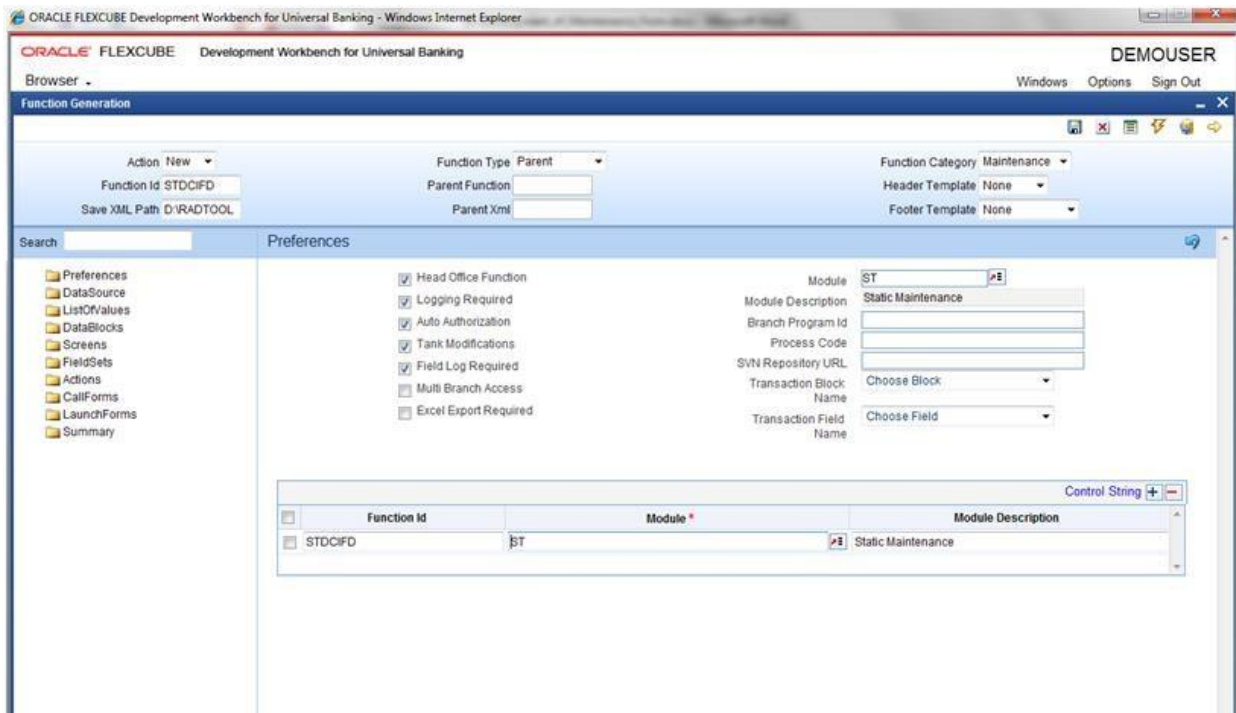 ORACLE FLEXCUBE Development Workbench for Universal Banking - Windows Internet Explorer
ORACLE FLEXCUBE Development Workbench for Universal Banking
DEMOUSER
Browser
Windows Options Sign Out
Function Generation
Action New
Function Type Parent
Function Category Maintenance
Function Id STDCIFD
Parent Function
Header Template None
Save XML Path D:\RADTOOL
Parent Xml
Footer Template None
Search
Preferences
Preferences
DataSource
ListOfValues
DataBlocks
Screens
FieldSets
Actions
CallForms
LaunchForms
Summary
Head Office Function
Logging Required
Auto Authorization
Tank Modifications
Field Log Required
Multi Branch Access
Excel Export Required
Module ST
Module Description Static Maintenance
Branch Program Id
Process Code
SVN Repository URL
Transaction Block Name Choose Block
Transaction Field Name Choose Field
Control String
Function Id Module * Module Description
STDCIFD ST Static Maintenance